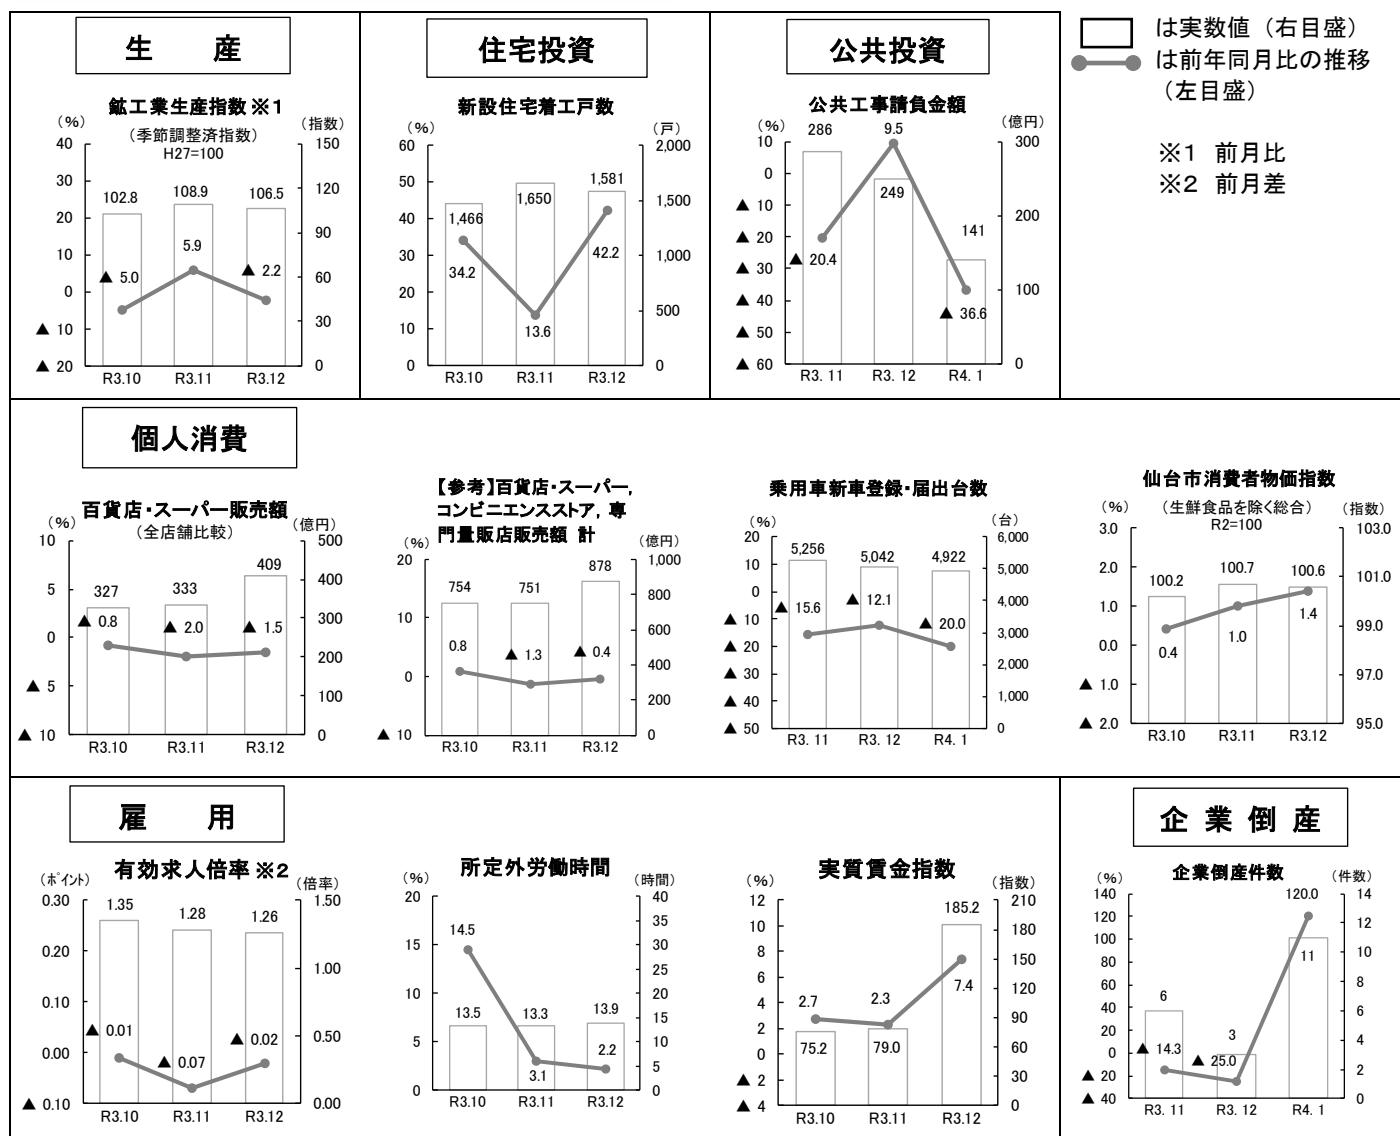 生　産
鉱工業生産指数 ※1
（季節調整済指数）
H27=100
（%）
（指数）
40
30
20
10
0
▲ 10
▲ 20
150
120
90
60
30
0
102.8
108.9
106.5
▲ 5.0
5.9
▲ 2.2
R3.10
R3.11
R3.12
住宅投資
新設住宅着工戸数
（%）
（戸）
60
50
40
30
20
10
0
2,000
1,500
1,000
500
0
1,466
1,650
1,581
34.2
13.6
42.2
R3.10
R3.11
R3.12
公共投資
公共工事請負金額
（%）
（億円）
10
0
▲ 10
▲ 20
▲ 30
▲ 40
▲ 50
▲ 60
300
200
100
0
286
249
141
▲ 20.4
9.5
▲ 36.6
R3. 11
R3. 12
R4. 1
は実数値（右目盛）
は前年同月比の推移
（左目盛）
※1　前月比
※2　前月差
個人消費
百貨店・スーパー販売額
（全店舗比較）
（%）
（億円）
10
5
0
▲ 5
▲ 10
500
400
300
200
100
0
327
333
409
▲ 0.8
▲ 2.0
▲ 1.5
R3.10
R3.11
R3.12
【参考】百貨店・スーパー，
コンビニエンスストア，専
門量販店販売額 計
（%）
（億円）
20
10
0
▲ 10
1,000
800
600
400
200
0
754
751
878
0.8
▲ 1.3
▲ 0.4
R3.10
R3.11
R3.12
乗用車新車登録・届出台数
（%）
（台）
20
10
0
▲ 10
▲ 20
▲ 30
▲ 40
▲ 50
6,000
5,000
4,000
3,000
2,000
1,000
0
5,256
5,042
4,922
▲ 15.6
▲ 12.1
▲ 20.0
R3. 11
R3. 12
R4. 1
仙台市消費者物価指数
（生鮮食品を除く総合）
R2=100
（%）
（指数）
3.0
2.0
1.0
0.0
▲ 1.0
▲ 2.0
103.0
101.0
99.0
97.0
95.0
100.2
100.7
100.6
0.4
1.0
1.4
R3.10
R3.11
R3.12
雇　用
有効求人倍率 ※2
（ﾎﾟｲﾝﾄ）
（倍率）
0.30
0.20
0.10
0.00
▲ 0.10
1.50
1.00
0.50
0.00
1.35
1.28
1.26
▲ 0.01
▲ 0.07
▲ 0.02
R3.10
R3.11
R3.12
所定外労働時間
（%）
（時間）
20
15
10
5
0
40
35
30
25
20
15
10
5
0
14.5
3.1
2.2
13.5
13.3
13.9
R3.10
R3.11
R3.12
実質賃金指数
（%）
（指数）
12
10
8
6
4
2
0
▲ 2
▲ 4
210
180
150
120
90
60
30
0
2.7
2.3
7.4
75.2
79.0
185.2
R3.10
R3.11
R3.12
企業倒産
企業倒産件数
（%）
（件数）
140
120
100
80
60
40
20
0
▲ 20
▲ 40
14
12
10
8
6
4
2
0
6
3
11
▲ 14.3
▲ 25.0
120.0
R3. 11
R3. 12
R4. 1